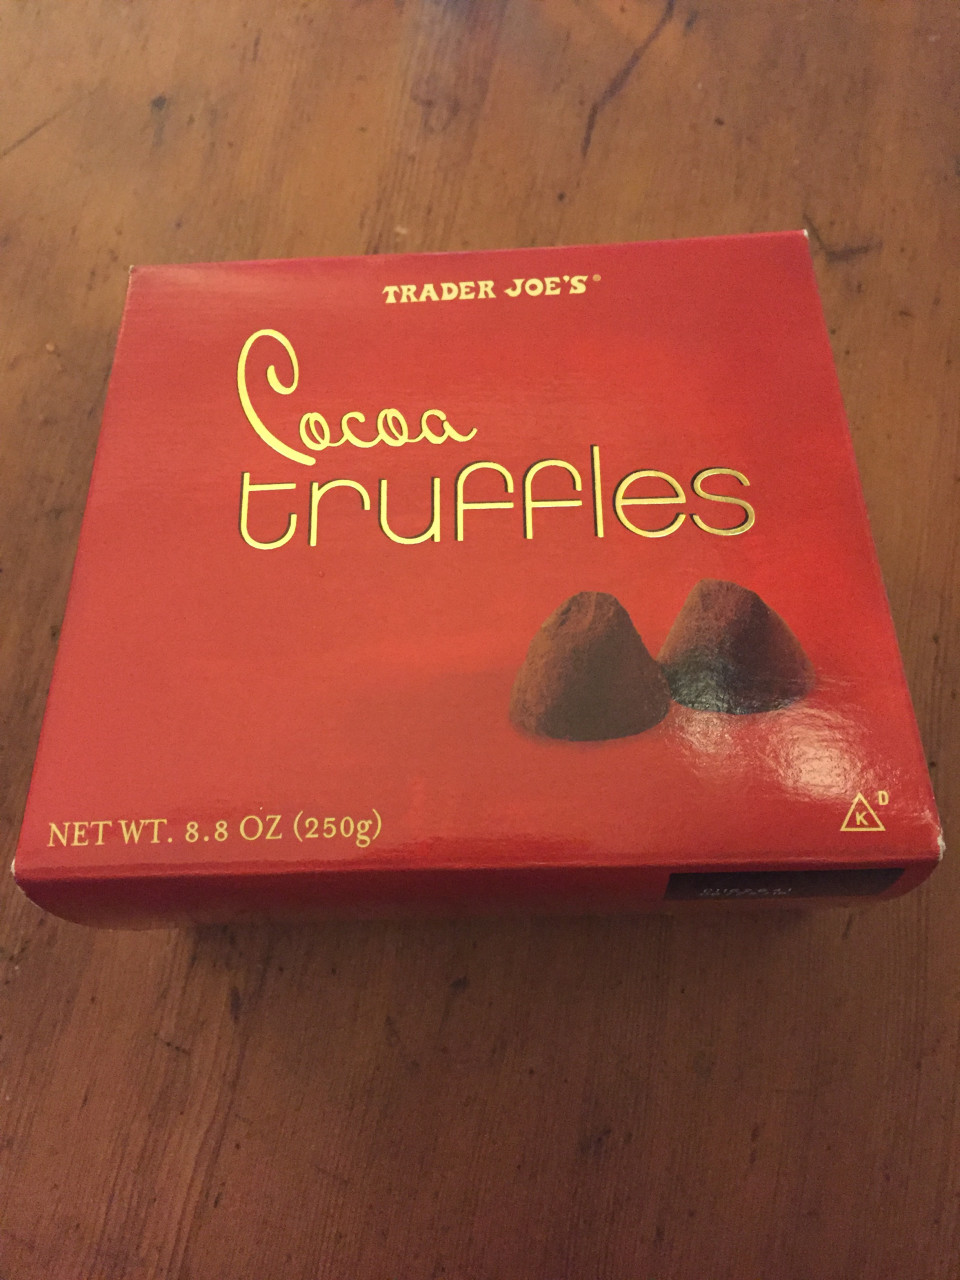 TRADER JOE'S®
Cocoa
truffles
NET WT. 8.8 OZ (250g)
K D